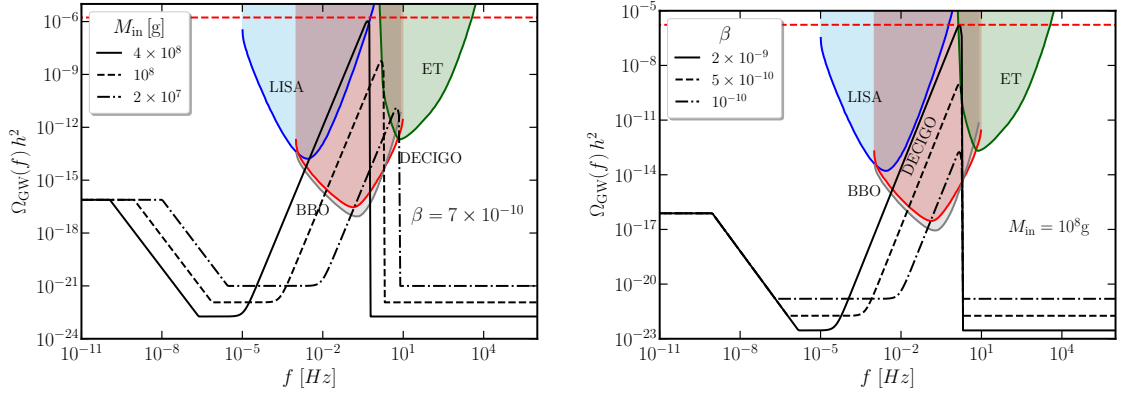 M_in [g]
4 × 10^8
10^8
2 × 10^7
LISA
ET
DECIGO
BBO
β = 7 × 10^-10
10^-6
10^-9
10^-12
10^-15
10^-18
10^-21
10^-24
Ω_GW(f) h^2
10^-11
10^-8
10^-5
10^-2
10^1
10^4
f [Hz]
β
2 × 10^-9
5 × 10^-10
10^-10
LISA
ET
DECIGO
BBO
M_in = 10^8g
10^-5
10^-8
10^-11
10^-14
10^-17
10^-20
10^-23
Ω_GW(f) h^2
10^-11
10^-8
10^-5
10^-2
10^1
10^4
f [Hz]